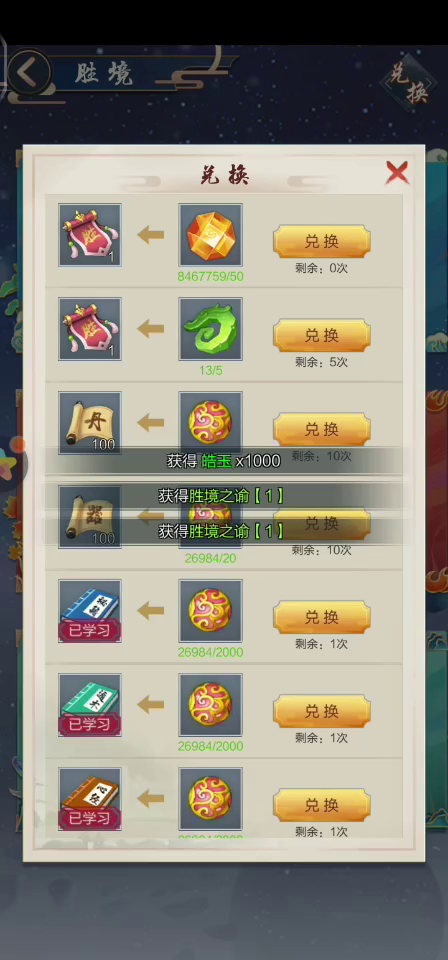 胜境
兑换
兑换
胜
1
8467759/50
兑换
剩余：0次
胜
1
13/5
兑换
剩余：5次
丹
100
兑换
剩余：10次
获得 皓玉 x1000
获得胜境之谕【1】
器
100
兑换
获得胜境之谕【1】
26984/20
剩余：10次
已学习
26984/2000
兑换
剩余：1次
已学习
26984/2000
兑换
剩余：1次
已学习
兑换
剩余：1次